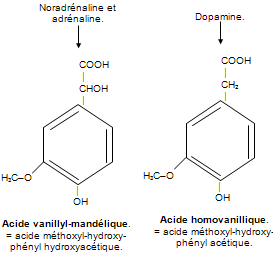 Noradrénaline et
adrénaline.
COOH
CHOH
H₃C–O
OH
Acide vanillyl-mandélique.
= acide méthoxyl-hydroxy-
phényl hydroxyacétique.
Dopamine.
COOH
CH₂
H₃C–O
OH
Acide homovanillique.
= acide méthoxyl-hydroxy-
phényl acétique.